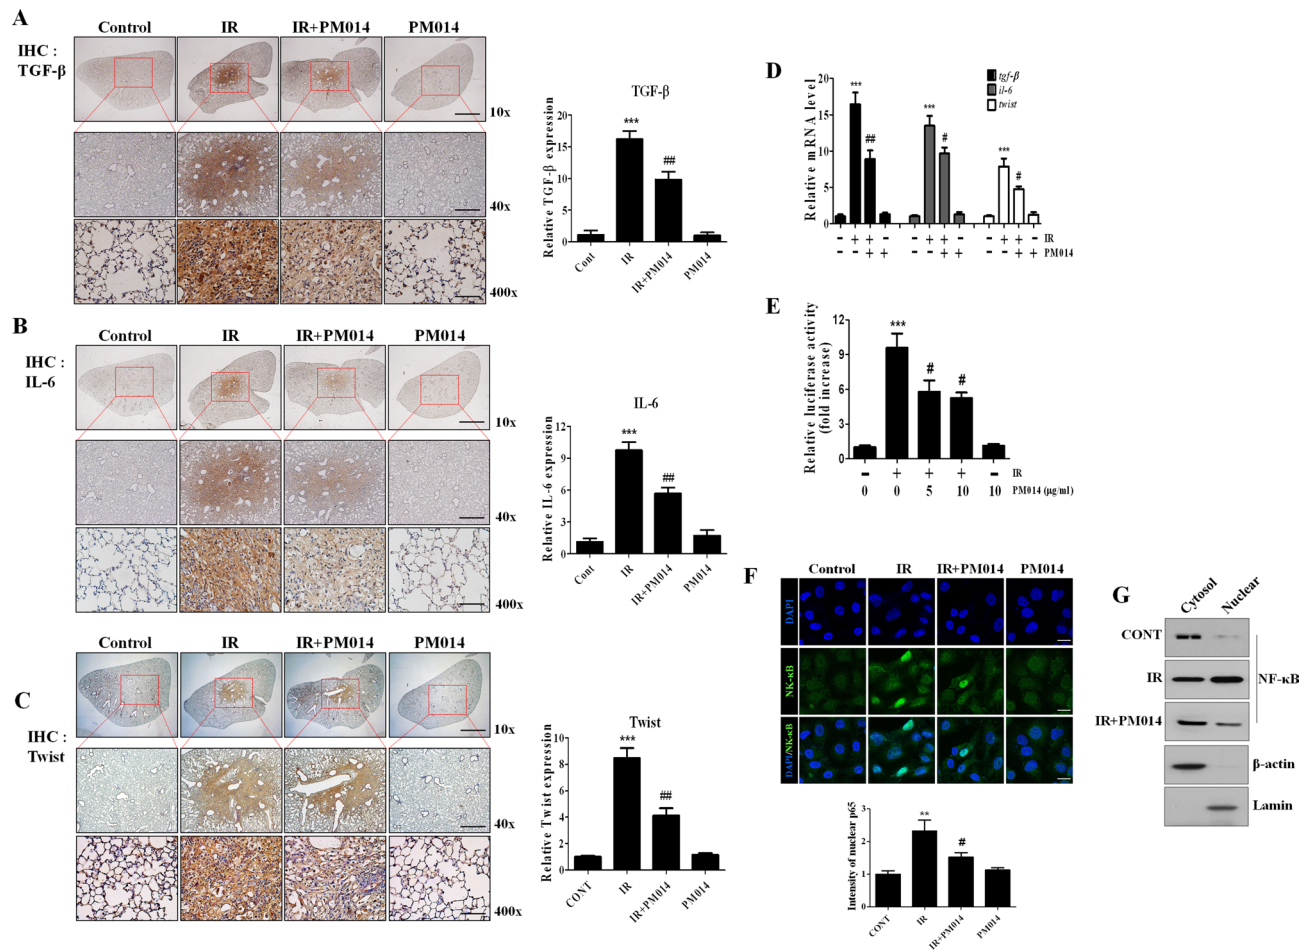 A
Control IR IR+PM014 PM014
IHC :
TGF-β
10x
40x
400x
TGF-β
Relative TGF-β expression
20
15
10
5
0
***
##
Cont IR IR+PM014 PM014
B
Control IR IR+PM014 PM014
IHC :
IL-6
10x
40x
400x
IL-6
Relative IL-6 expression
12
9
6
3
0
***
##
Cont IR IR+PM014 PM014
C
Control IR IR+PM014 PM014
IHC :
Twist
10x
40x
400x
Twist
Relative Twist expression
10
8
6
4
2
0
***
##
CONT IR IR+PM014 PM014
D
Relative mRNA level
20
15
10
5
0
tgf-β
il-6
twist
*** ## *** # *** #
- + + - - + + - - + + - IR
- - + + - - + + - - + + PM014
E
Relative luciferase activity
(fold increase)
12
9
6
3
0
*** # #
- + + + - IR
0 0 5 10 10 PM014 (μg/ml)
F
Control IR IR+PM014 PM014
DAPI
NK-κB
DAPI/NK-κB
Intensity of nuclear p65
3
2
1
0
** #
CONT IR IR+PM014 PM014
G
Cytosol Nuclear
CONT
IR NF-κB
IR+PM014
β-actin
Lamin